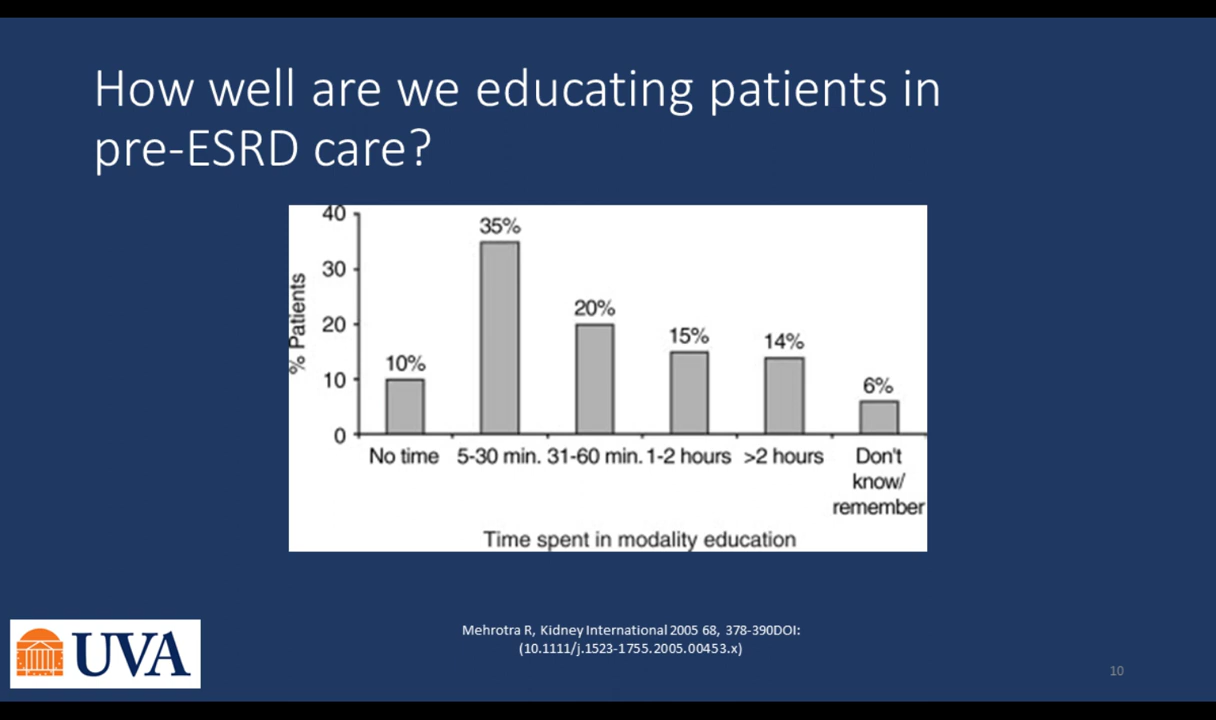 How well are we educating patients in
pre-ESRD care?
% Patients
40
30
20
10
0
10%
35%
20%
15%
14%
6%
No time
5-30 min.
31-60 min.
1-2 hours
>2 hours
Don't
know/
remember
Time spent in modality education
UVA
Mehrotra R, Kidney International 2005 68, 378-390DOI:
(10.1111/j.1523-1755.2005.00453.x)
10